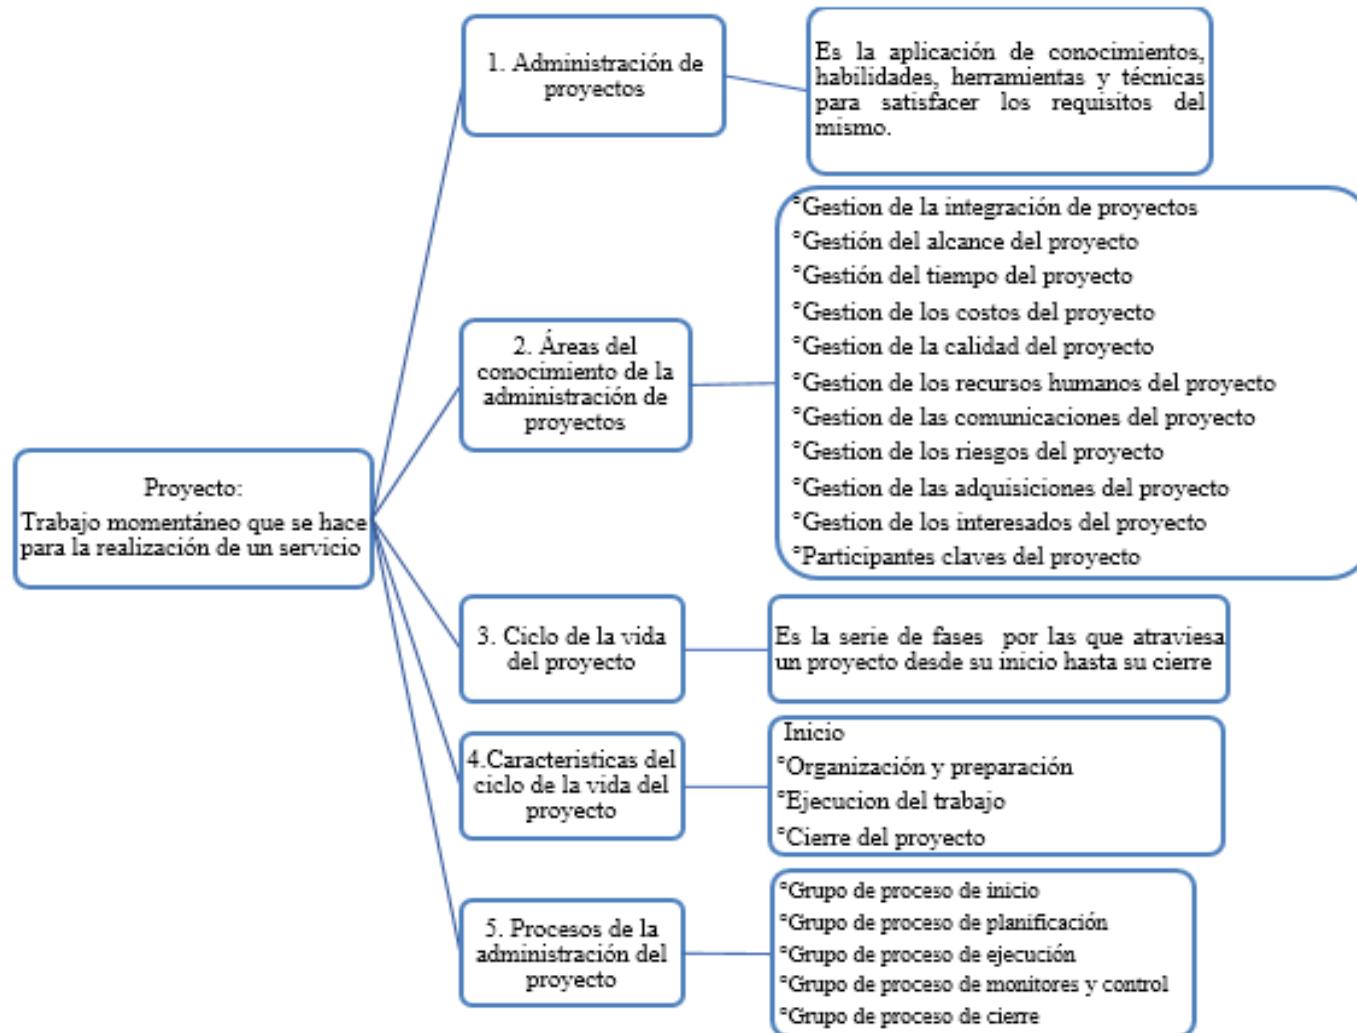 1. Administración de
proyectos
Es la aplicación de conocimientos,
habilidades, herramientas y técnicas
para satisfacer los requisitos del
mismo.
2. Áreas del
conocimiento de la
administración de
proyectos
°Gestion de la integración de proyectos
°Gestión del alcance del proyecto
°Gestión del tiempo del proyecto
°Gestion de los costos del proyecto
°Gestion de la calidad del proyecto
°Gestion de los recursos humanos del proyecto
°Gestion de las comunicaciones del proyecto
°Gestion de los riesgos del proyecto
°Gestion de las adquisiciones del proyecto
°Gestion de los interesados del proyecto
°Participantes claves del proyecto
Proyecto:
Trabajo momentáneo que se hace
para la realización de un servicio
3. Ciclo de la vida
del proyecto
Es la serie de fases por las que atraviesa
un proyecto desde su inicio hasta su cierre
4.Caracteristicas del
ciclo de la vida del
proyecto
Inicio
°Organización y preparación
°Ejecucion del trabajo
°Cierre del proyecto
5. Procesos de la
administración del
proyecto
°Grupo de proceso de inicio
°Grupo de proceso de planificación
°Grupo de proceso de ejecución
°Grupo de proceso de monitores y control
°Grupo de proceso de cierre